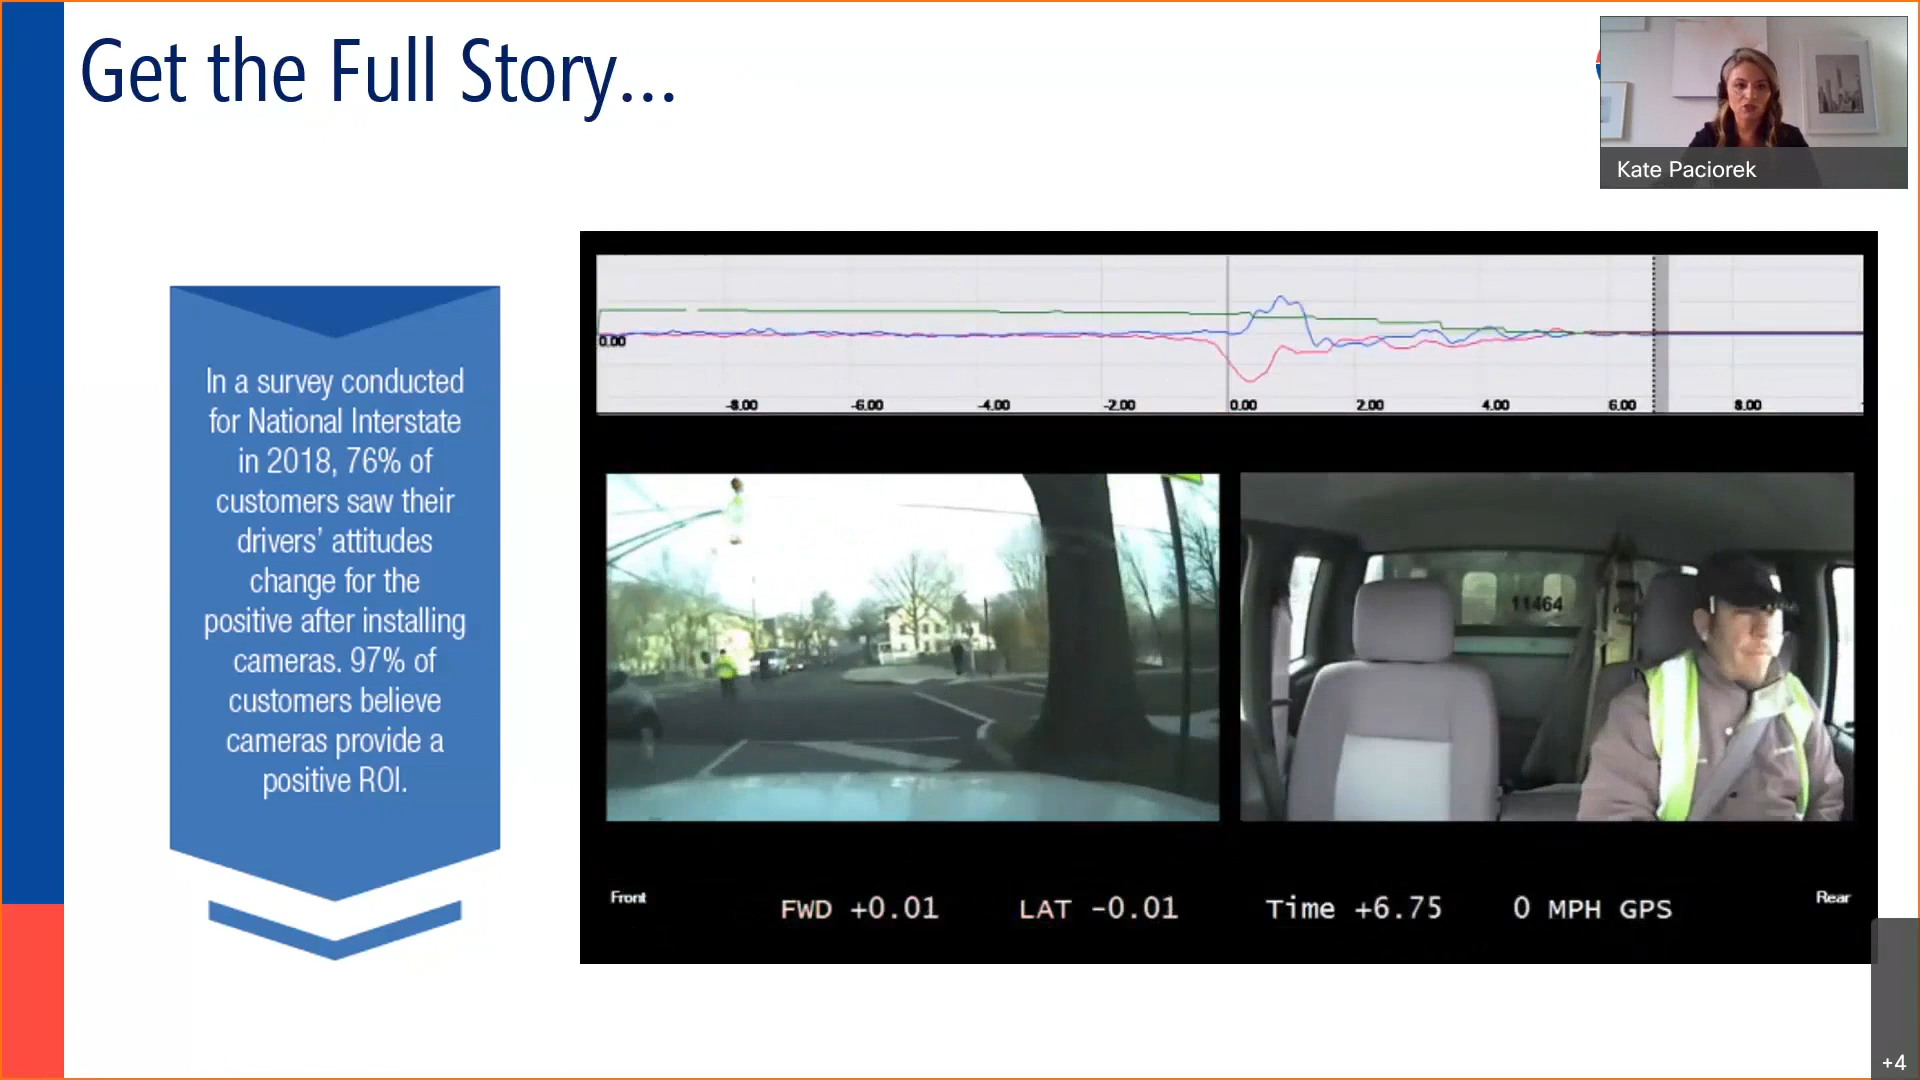 Get the Full Story...
Kate Paciorek
In a survey conducted
for National Interstate
in 2018, 76% of
customers saw their
drivers’ attitudes
change for the
positive after installing
cameras. 97% of
customers believe
cameras provide a
positive ROI.
0.00
-8.00 -6.00 -4.00 -2.00 0.00 2.00 4.00 6.00 8.00
11464
Front FWD +0.01 LAT -0.01 Time +6.75 0 MPH GPS Rear
+4